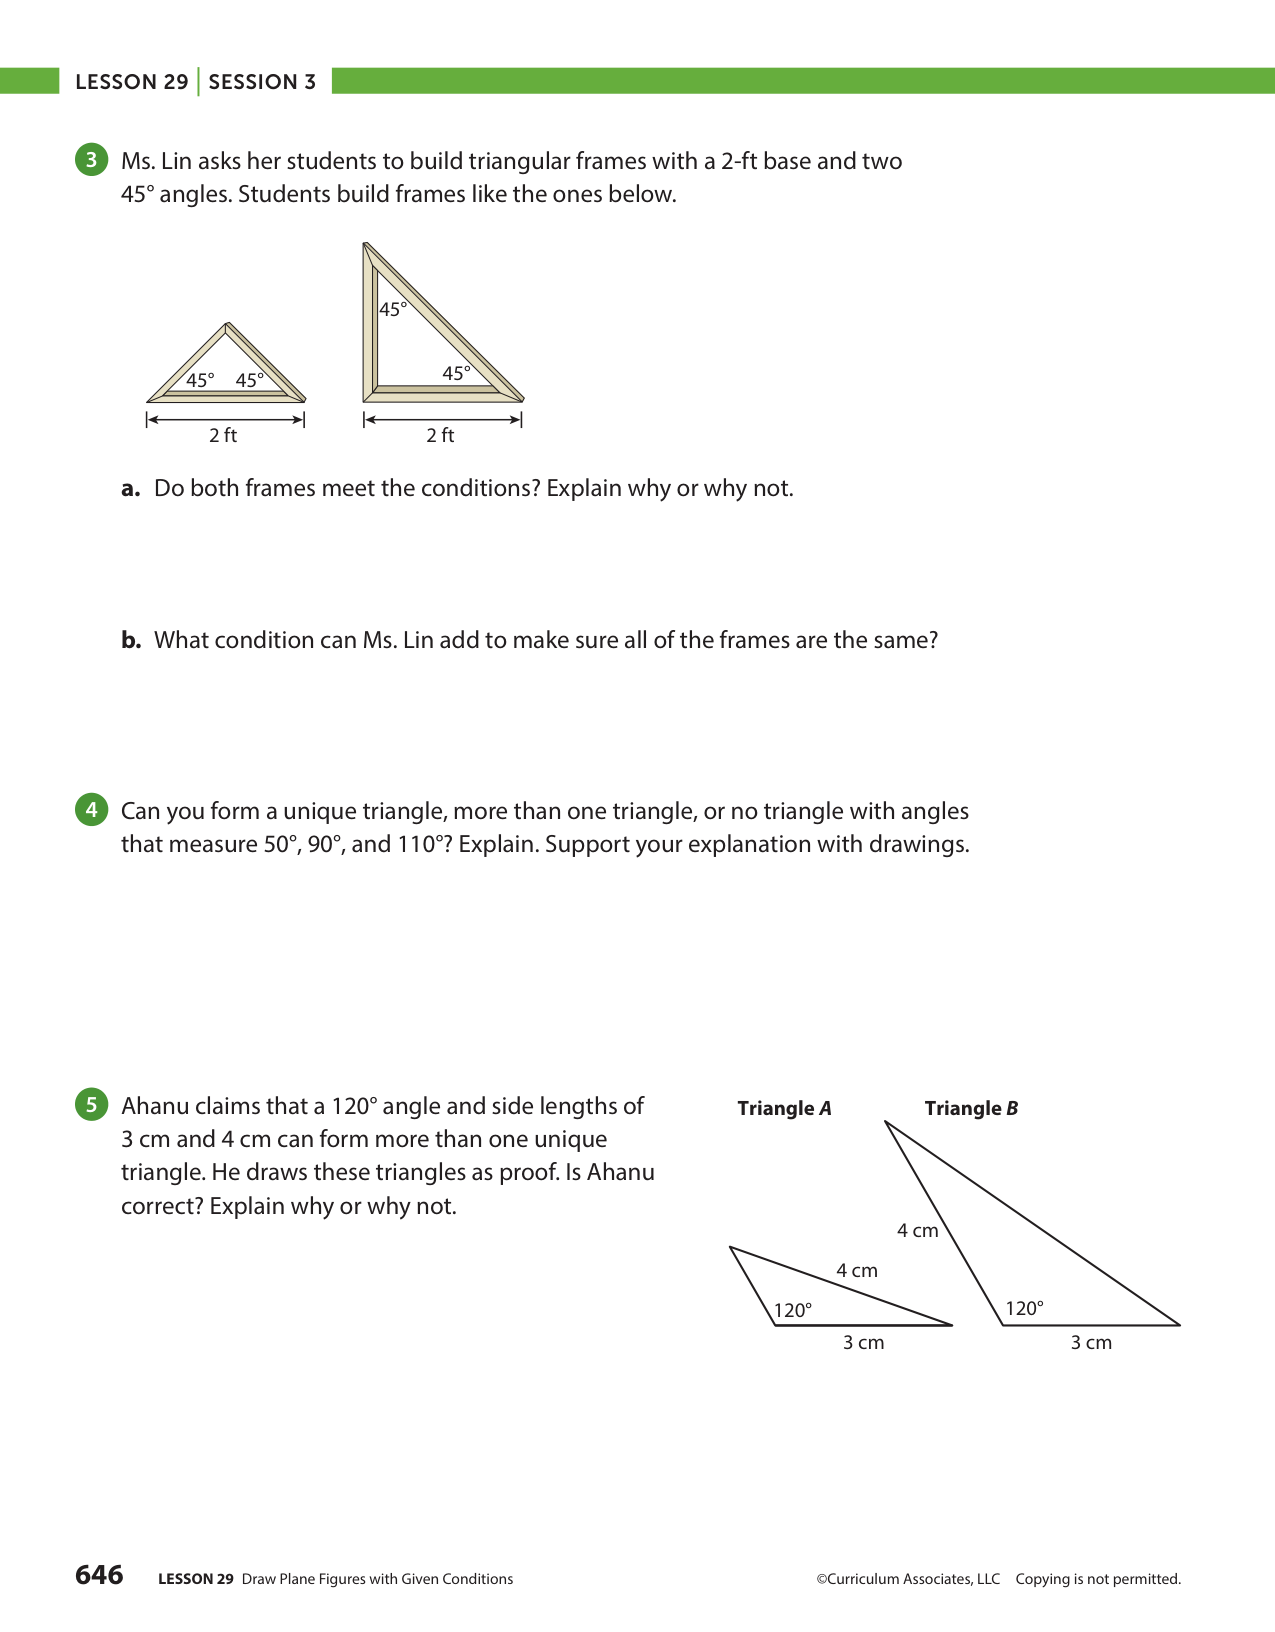 LESSON 29 | SESSION 3
3 Ms. Lin asks her students to build triangular frames with a 2-ft base and two
45° angles. Students build frames like the ones below.
45°
45° 45°
45°
2 ft
2 ft
a. Do both frames meet the conditions? Explain why or why not.
b. What condition can Ms. Lin add to make sure all of the frames are the same?
4 Can you form a unique triangle, more than one triangle, or no triangle with angles
that measure 50°, 90°, and 110°? Explain. Support your explanation with drawings.
5 Ahanu claims that a 120° angle and side lengths of
3 cm and 4 cm can form more than one unique
triangle. He draws these triangles as proof. Is Ahanu
correct? Explain why or why not.
Triangle A
Triangle B
4 cm
4 cm
120°
120°
3 cm
3 cm
646 LESSON 29 Draw Plane Figures with Given Conditions
©Curriculum Associates, LLC Copying is not permitted.